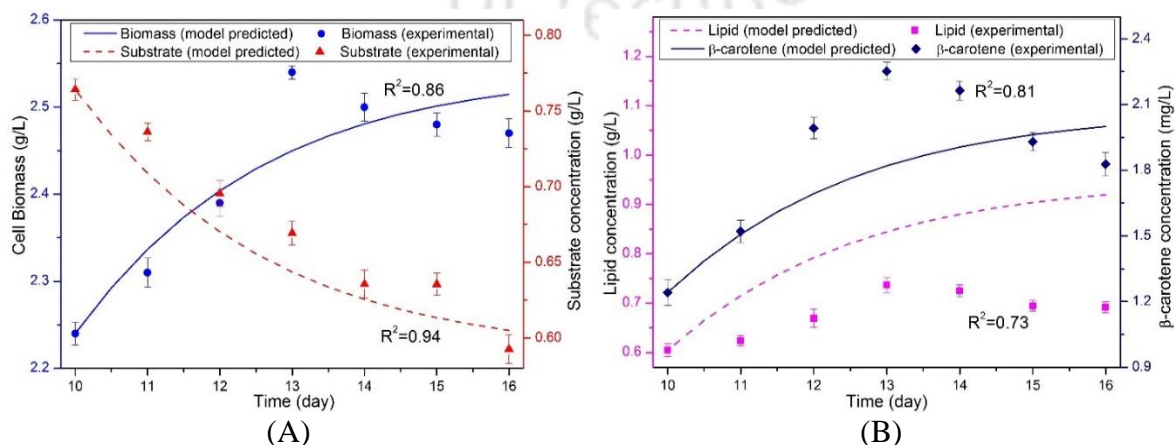 2.6
2.5
2.4
2.3
2.2
Cell Biomass (g/L)
Biomass (model predicted) Biomass (experimental)
Substrate (model predicted) Substrate (experimental)
R²=0.86
R²=0.94
0.80
0.75
0.70
0.65
0.60
Substrate concentration (g/L)
10 11 12 13 14 15 16
Time (day)
A
(A)
1.2
1.1
1.0
0.9
0.8
0.7
0.6
Lipid concentration (g/L)
B
Lipid (model predicted) Lipid (experimental)
β-carotene (model predicted) β-carotene (experimental)
R²=0.81
R²=0.73
2.4
2.1
1.8
1.5
1.2
0.9
β-carotene concentration (mg/L)
10 11 12 13 14 15 16
Time (day)
(B)